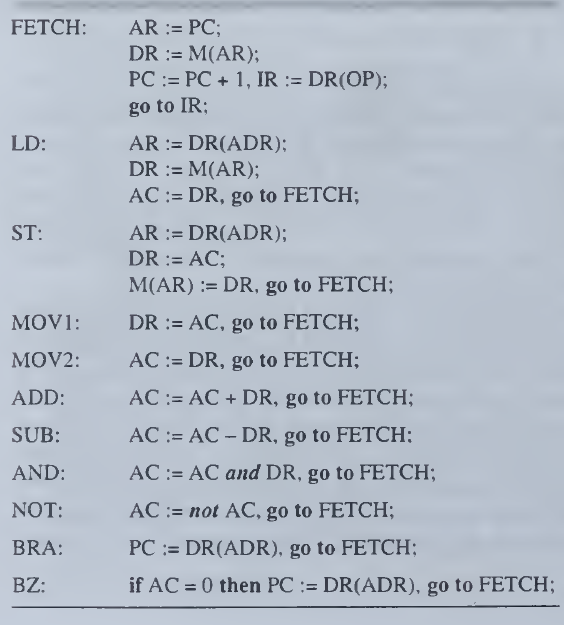 FETCH: AR := PC;
DR := M(AR);
PC := PC + 1, IR := DR(OP);
go to IR;
LD: AR := DR(ADR);
DR := M(AR);
AC := DR, go to FETCH;
ST: AR := DR(ADR);
DR := AC;
M(AR) := DR, go to FETCH;
MOV1: DR := AC, go to FETCH;
MOV2: AC := DR, go to FETCH;
ADD: AC := AC + DR, go to FETCH;
SUB: AC := AC – DR, go to FETCH;
AND: AC := AC and DR, go to FETCH;
NOT: AC := not AC, go to FETCH;
BRA: PC := DR(ADR), go to FETCH;
BZ: if AC = 0 then PC := DR(ADR), go to FETCH;